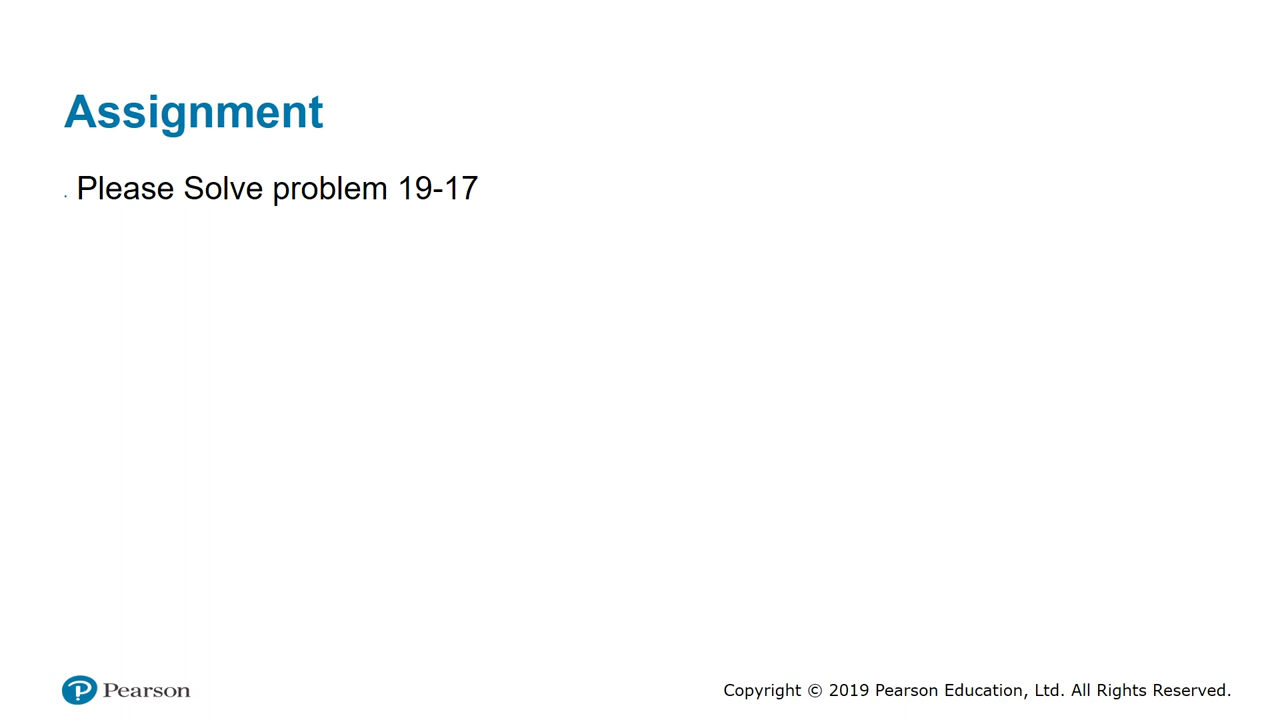 Assignment
. Please Solve problem 19-17
Pearson
Copyright © 2019 Pearson Education, Ltd. All Rights Reserved.